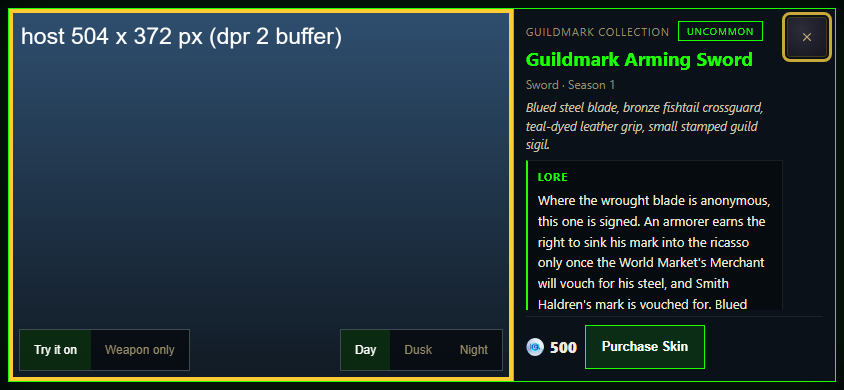 host 504 x 372 px (dpr 2 buffer)
Try it on
Weapon only
Day
Dusk
Night
GUILDMARK COLLECTION
UNCOMMON
×
Guildmark Arming Sword
Sword · Season 1
Blued steel blade, bronze fishtail crossguard,
teal-dyed leather grip, small stamped guild
sigil.
LORE
Where the wrought blade is anonymous,
this one is signed. An armorer earns the
right to sink his mark into the ricasso
only once the World Market's Merchant
will vouch for his steel, and Smith
Haldren's mark is vouched for. Blued
500
Purchase Skin